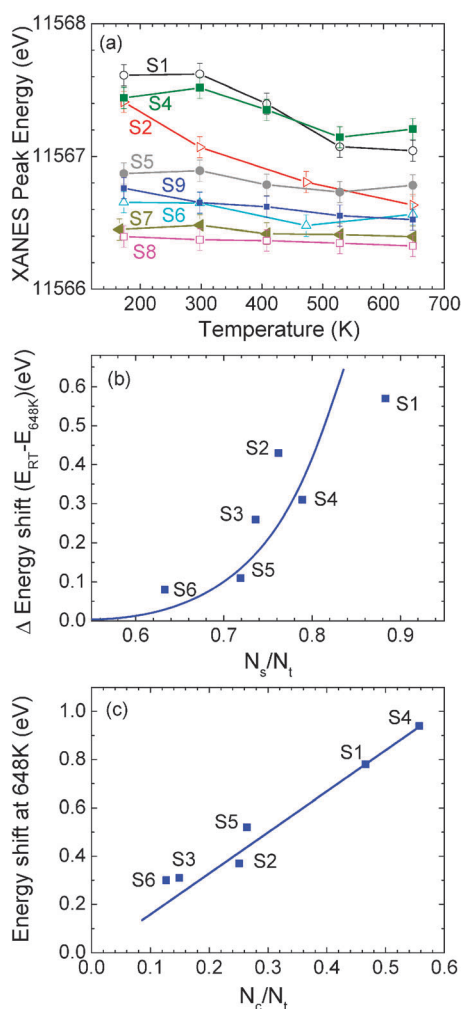 (a)
11568
11567
11566
XANES Peak Energy (eV)
S1
S4
S2
S5
S9
S6
S7
S8
200 300 400 500 600 700
Temperature (K)
(b)
0.6
0.5
0.4
0.3
0.2
0.1
0.0
Δ Energy shift (E_RT-E_648K)(eV)
S1
S2
S4
S3
S5
S6
0.6 0.7 0.8 0.9
N_s/N_t
(c)
1.0
0.8
0.6
0.4
0.2
0.0
Energy shift at 648K (eV)
S4
S1
S5
S3
S2
S6
0.0 0.1 0.2 0.3 0.4 0.5 0.6
N_c/N_t